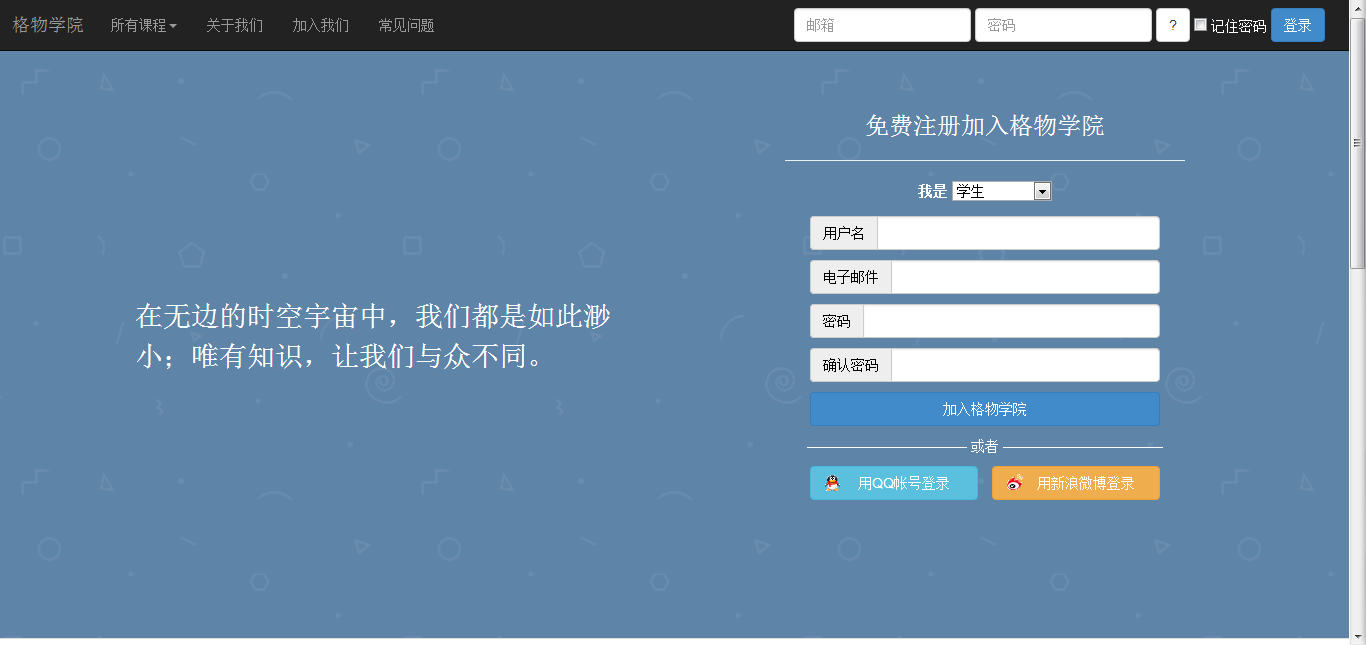 格物学院 所有课程 关于我们 加入我们 常见问题 邮箱 密码 ? 记住密码 登录
免费注册加入格物学院
我是 学生
用户名
电子邮件
在无边的时空宇宙中，我们都是如此渺
小；唯有知识，让我们与众不同。
密码
确认密码
加入格物学院
或者
用QQ帐号登录 用新浪微博登录